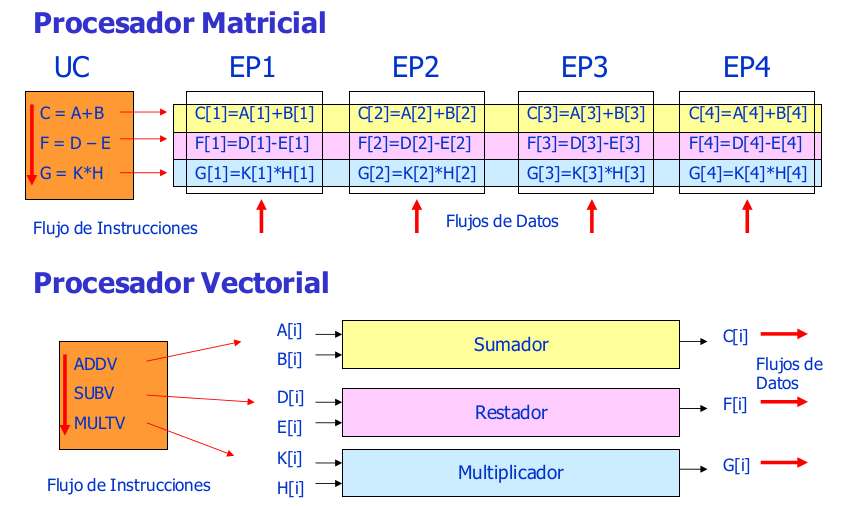 Procesador Matricial
UC EP1 EP2 EP3 EP4
C = A+B C[1]=A[1]+B[1] C[2]=A[2]+B[2] C[3]=A[3]+B[3] C[4]=A[4]+B[4]
F = D – E F[1]=D[1]-E[1] F[2]=D[2]-E[2] F[3]=D[3]-E[3] F[4]=D[4]-E[4]
G = K*H G[1]=K[1]*H[1] G[2]=K[2]*H[2] G[3]=K[3]*H[3] G[4]=K[4]*H[4]
Flujo de Instrucciones Flujos de Datos
Procesador Vectorial
ADDV
SUBV
MULTV
Flujo de Instrucciones
A[i]
B[i]
Sumador
C[i]
Flujos de
Datos
D[i]
E[i]
Restador
F[i]
K[i]
H[i]
Multiplicador
G[i]